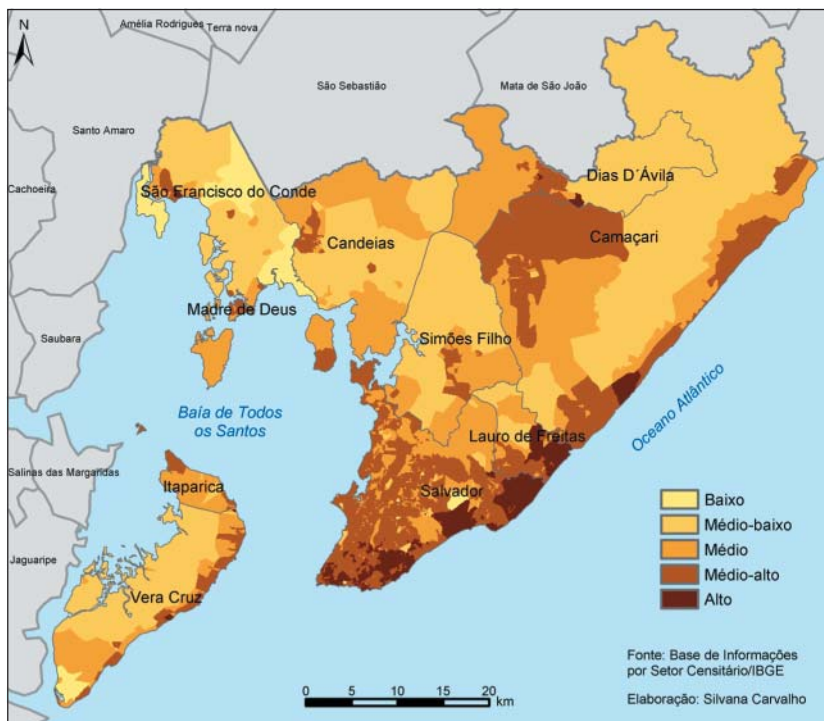 Amélia Rodrigues
Terra nova
N
São Sebastião
Mata de São João
Santo Amaro
Cachoeira
São Francisco do Conde
Dias D´Ávila
Candeias
Camaçari
Madre de Deus
Saubara
Simões Filho
Baía de Todos
os Santos
Oceano Atlântico
Lauro de Freitas
Salinas das Margaridas
Itaparica
Salvador
Jaguaripe
Vera Cruz
Baixo
Médio-baixo
Médio
Médio-alto
Alto
Fonte: Base de Informações
por Setor Censitário/IBGE
Elaboração: Silvana Carvalho
0 5 10 15 20
km